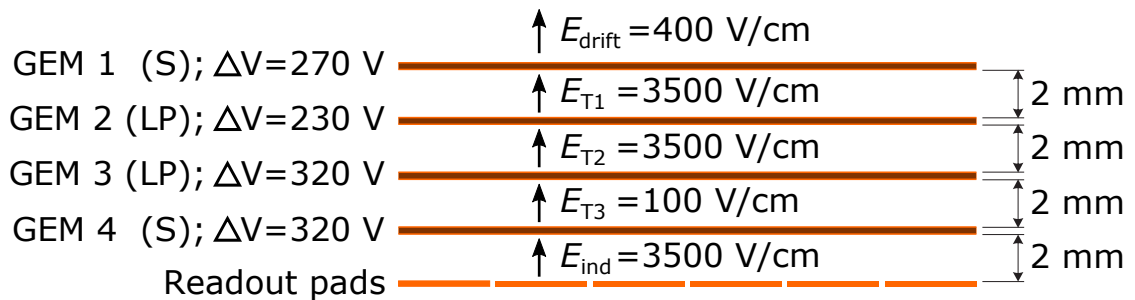 E_drift =400 V/cm
GEM 1 (S); ΔV=270 V
E_T1 =3500 V/cm
2 mm
GEM 2 (LP); ΔV=230 V
E_T2 =3500 V/cm
2 mm
GEM 3 (LP); ΔV=320 V
E_T3 =100 V/cm
2 mm
GEM 4 (S); ΔV=320 V
E_ind =3500 V/cm
2 mm
Readout pads